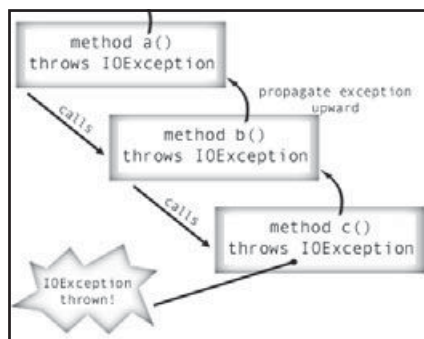 method a()
throws IOException
calls
propagate exception
upward
method b()
throws IOException
calls
method c()
throws IOException
IOException
thrown!